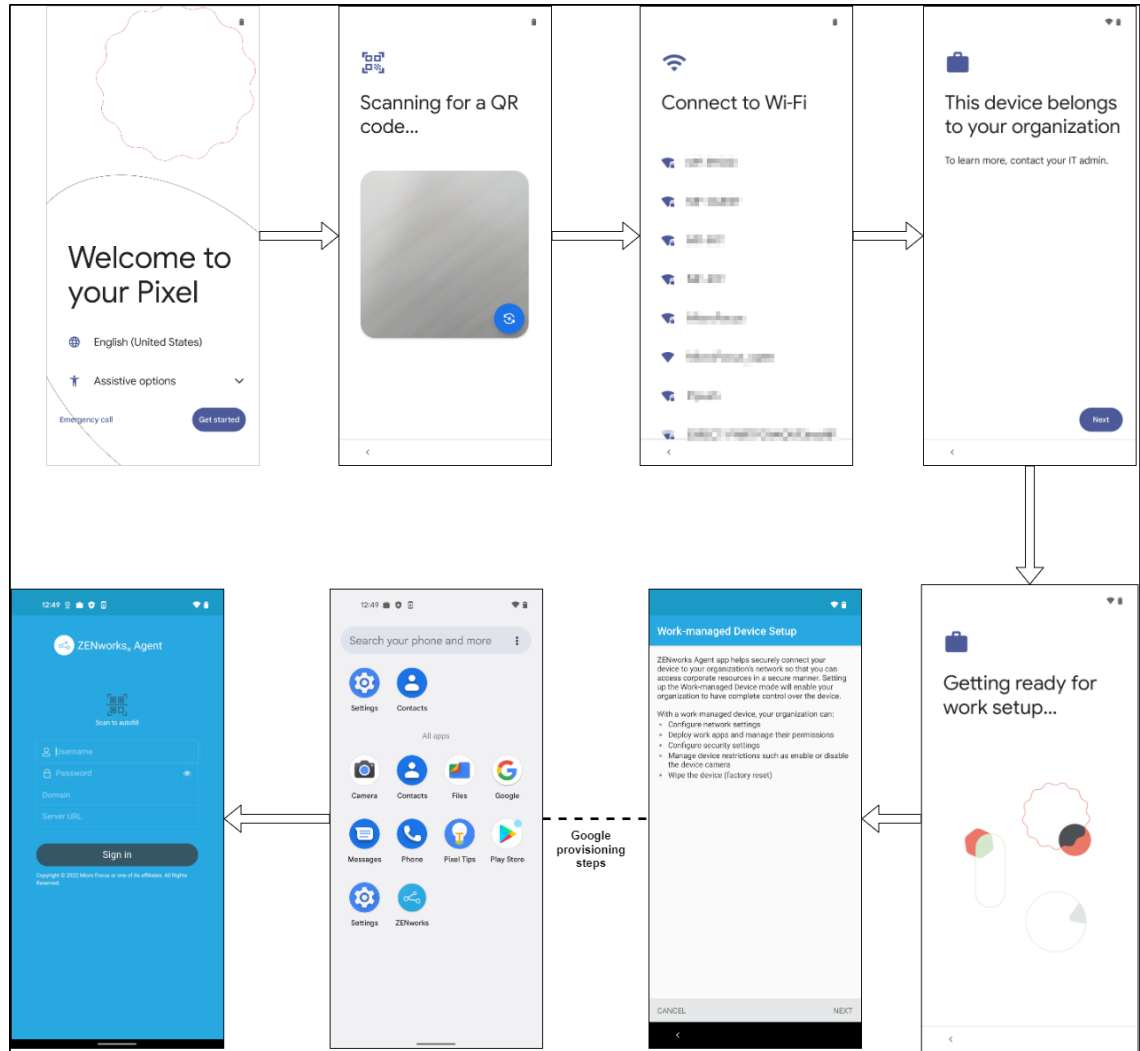 Welcome to
your Pixel
English (United States)
Assistive options
Emergency call
Get started
Scanning for a QR
code...
Connect to Wi-Fi
This device belongs
to your organization
To learn more, contact your IT admin.
Next
Getting ready for
work setup...
Work-managed Device Setup
ZENworks Agent app helps securely connect your
device to your organization's network so that you can
access corporate resources in a secure manner. Setting
up the Work-managed Device mode will enable your
organization to have complete control over the device.
With a work-managed device, your organization can:
• Configure network settings
• Deploy work apps and manage their permissions
• Configure security settings
• Manage device restrictions such as enable or disable
the device camera
• Wipe the device (factory reset)
CANCEL
NEXT
Google
provisioning
steps
12:49
Search your phone and more
Settings
Contacts
All apps
Camera
Contacts
Files
Google
Messages
Phone
Pixel Tips
Play Store
Settings
ZENworks
12:49
ZENworks® Agent
Scan to autofill
Username
Password
Domain
Server URL
Sign in
Copyright © 2022 Micro Focus or one of its affiliates. All Rights
Reserved.